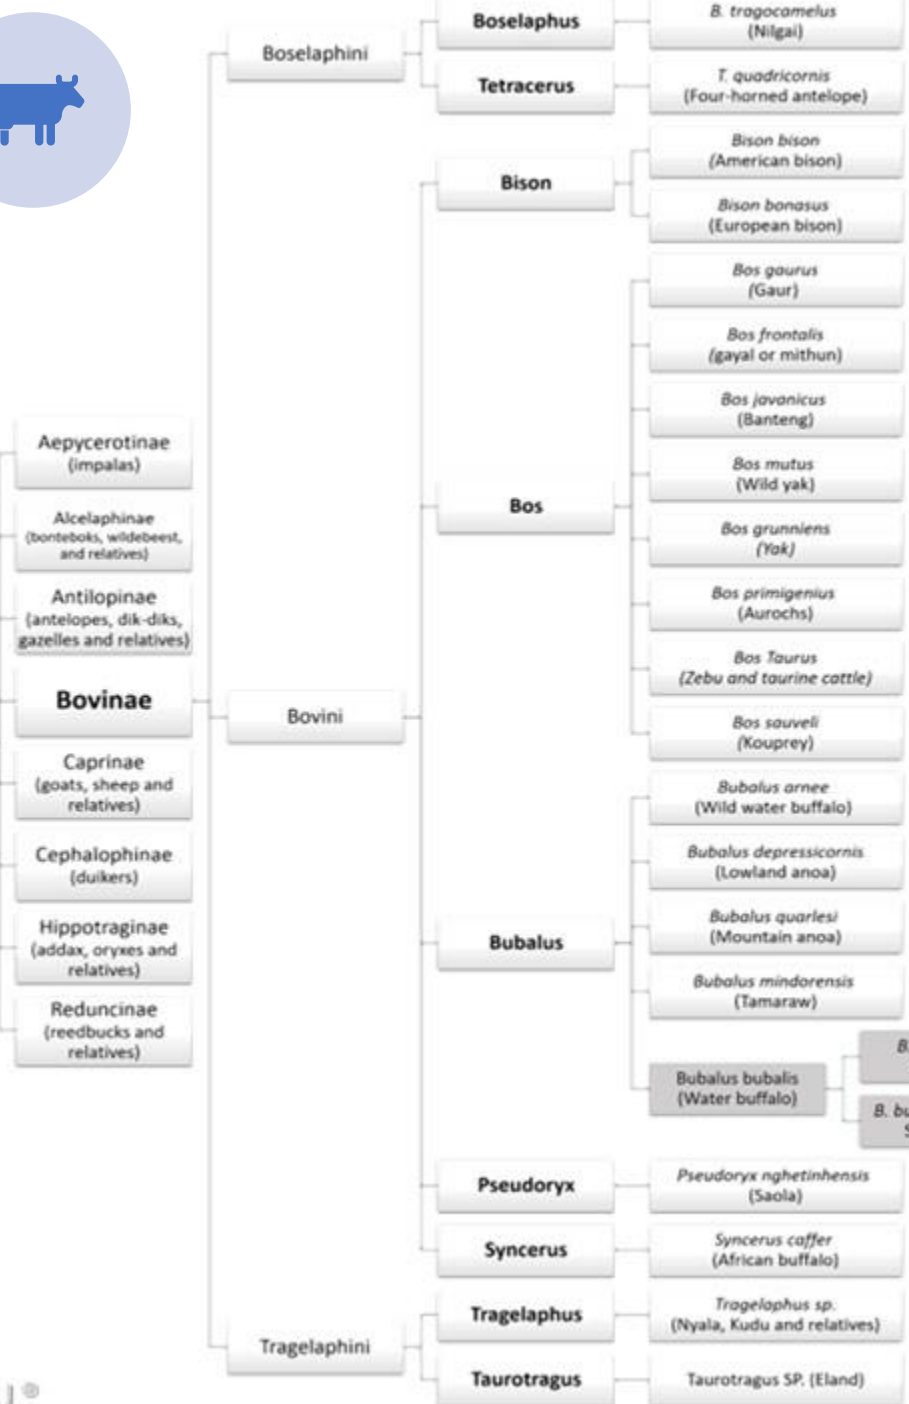 Boselaphini
Boselaphus
B. tragocamelus
(Nilgai)
Tetracerus
T. quadricornis
(Four-horned antelope)
Bison
Bison bison
(American bison)
Bison bonasus
(European bison)
Bos
Bos gaurus
(Gaur)
Bos frontalis
(gayal or mithun)
Bos javanicus
(Banteng)
Bos mutus
(Wild yak)
Bos grunniens
(Yak)
Bos primigenius
(Aurochs)
Bos Taurus
(Zebu and taurine cattle)
Bos sauveli
(Kouprey)
Aepycerotinae
(impalas)
Alcelaphinae
(bonteboks, wildebeest,
and relatives)
Antilopinae
(antelopes, dik-diks,
gazelles and relatives)
Bovinae
Caprinae
(goats, sheep and
relatives)
Cephalophinae
(duikers)
Hippotraginae
(addax, oryxes and
relatives)
Reduncinae
(reedbucks and
relatives)
Bovini
Bubalus
Bubalus arnee
(Wild water buffalo)
Bubalus depressicornis
(Lowland anoa)
Bubalus quarlesi
(Mountain anoa)
Bubalus mindorensis
(Tamaraw)
Bubalus bubalis
(Water buffalo)
B.
B. bu
S
Pseudoryx
Pseudoryx nghetinhensis
(Saola)
Syncerus
Syncerus caffer
(African buffalo)
Tragelaphini
Tragelaphus
Tragelaphus sp.
(Nyala, Kudu and relatives)
Taurotragus
Taurotragus SP. (Eland)